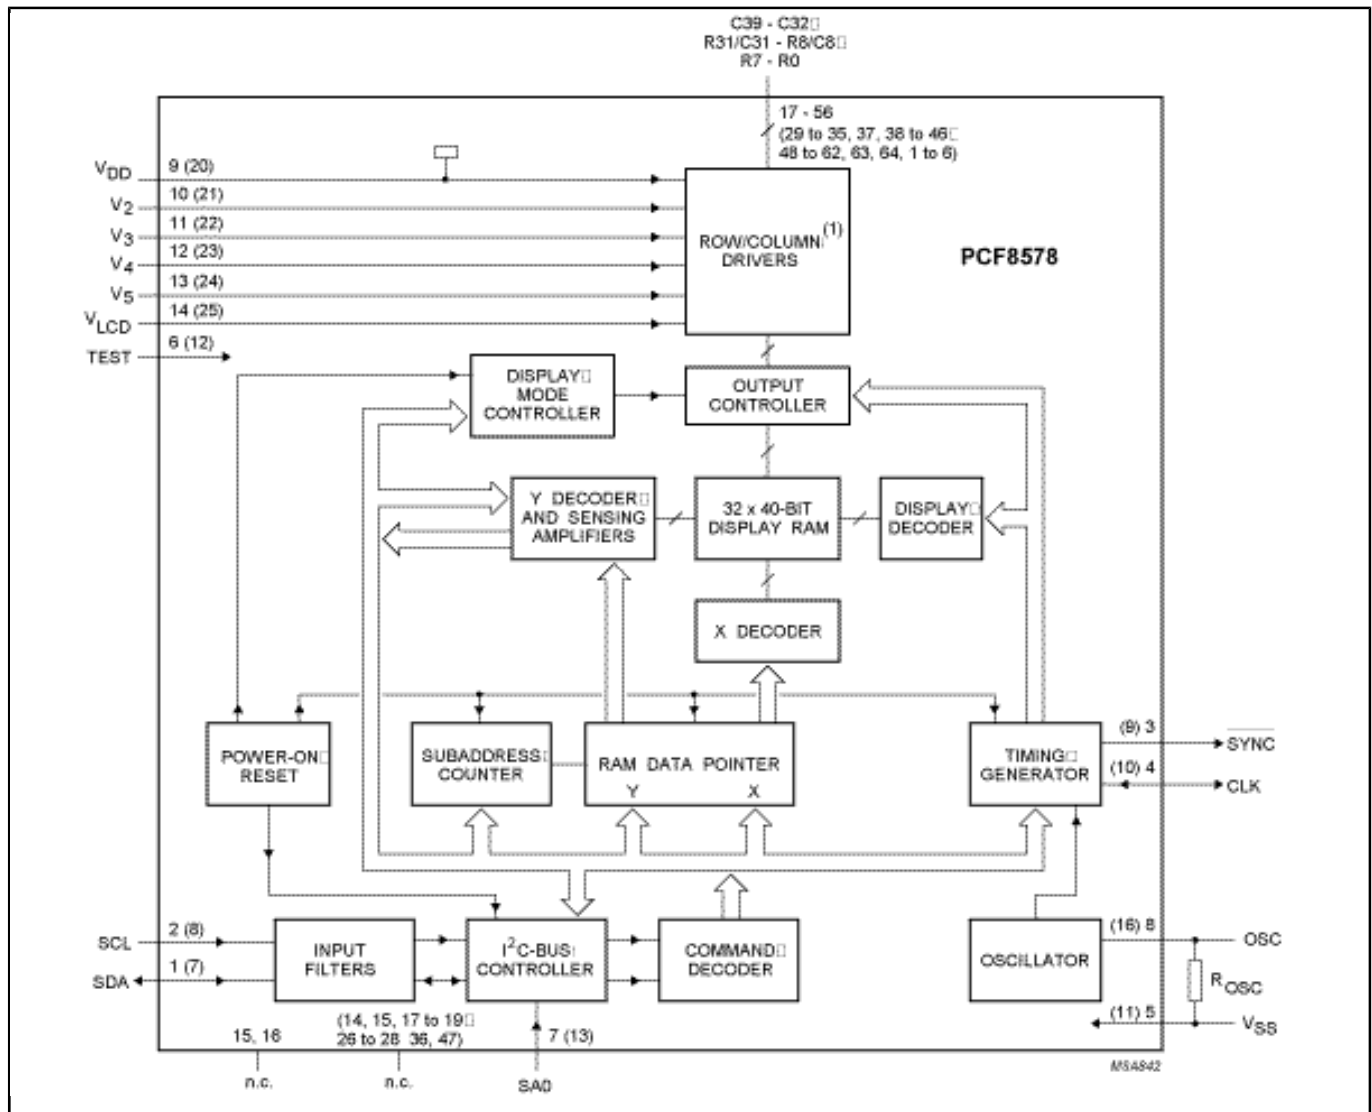 C39 - C32
R31/C31 - R8/C8
R7 - R0
17 - 56
(29 to 35, 37, 38 to 46
48 to 62, 63, 64, 1 to 6)
VDD
9 (20)
V2
10 (21)
V3
11 (22)
V4
12 (23)
V5
13 (24)
VLCD
14 (25)
TEST
6 (12)
ROW/COLUMN(1)
DRIVERS
PCF8578
DISPLAY
MODE
CONTROLLER
OUTPUT
CONTROLLER
Y DECODER
AND SENSING
AMPLIFIERS
32 x 40-BIT
DISPLAY RAM
DISPLAY
DECODER
X DECODER
POWER-ON
RESET
SUBADDRESS
COUNTER
RAM DATA POINTER
Y X
TIMING
GENERATOR
(9) 3
SYNC
(10) 4
CLK
SCL
2 (8)
SDA
1 (7)
INPUT
FILTERS
I2C-BUS
CONTROLLER
COMMAND
DECODER
OSCILLATOR
(16) 8
OSC
ROSC
(11) 5
VSS
15, 16
n.c.
(14, 15, 17 to 19
26 to 28 36, 47)
n.c.
7 (13)
SA0
MSA842